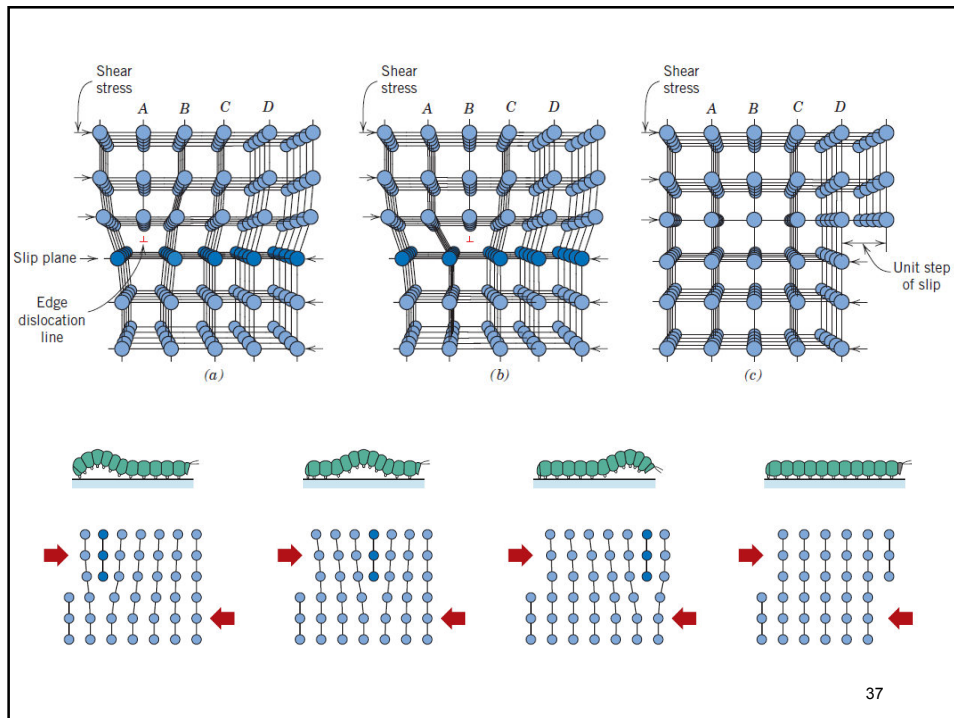 Shear
stress
A B C D
Slip plane
Edge
dislocation
line
(a)
Shear
stress
A B C D
(b)
Shear
stress
A B C D
Unit step
of slip
(c)
37